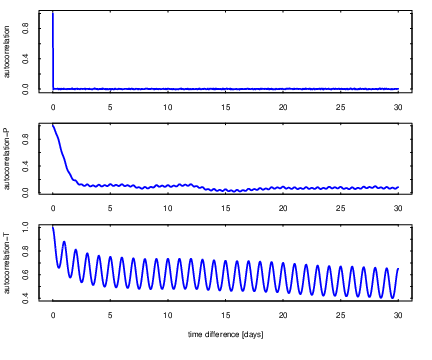 autocorrelation
0.0 0.4 0.8
0 5 10 15 20 25 30
autocorrelation−P
0.0 0.4 0.8
0 5 10 15 20 25 30
autocorrelation−T
0.4 0.6 0.8 1.0
0 5 10 15 20 25 30
time difference [days]